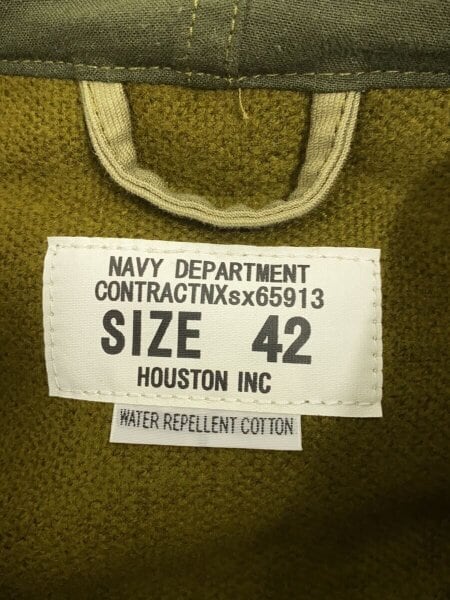 NAVY DEPARTMENT
CONTRACTNXsx65913
SIZE 42
HOUSTON INC
WATER REPELLENT COTTON